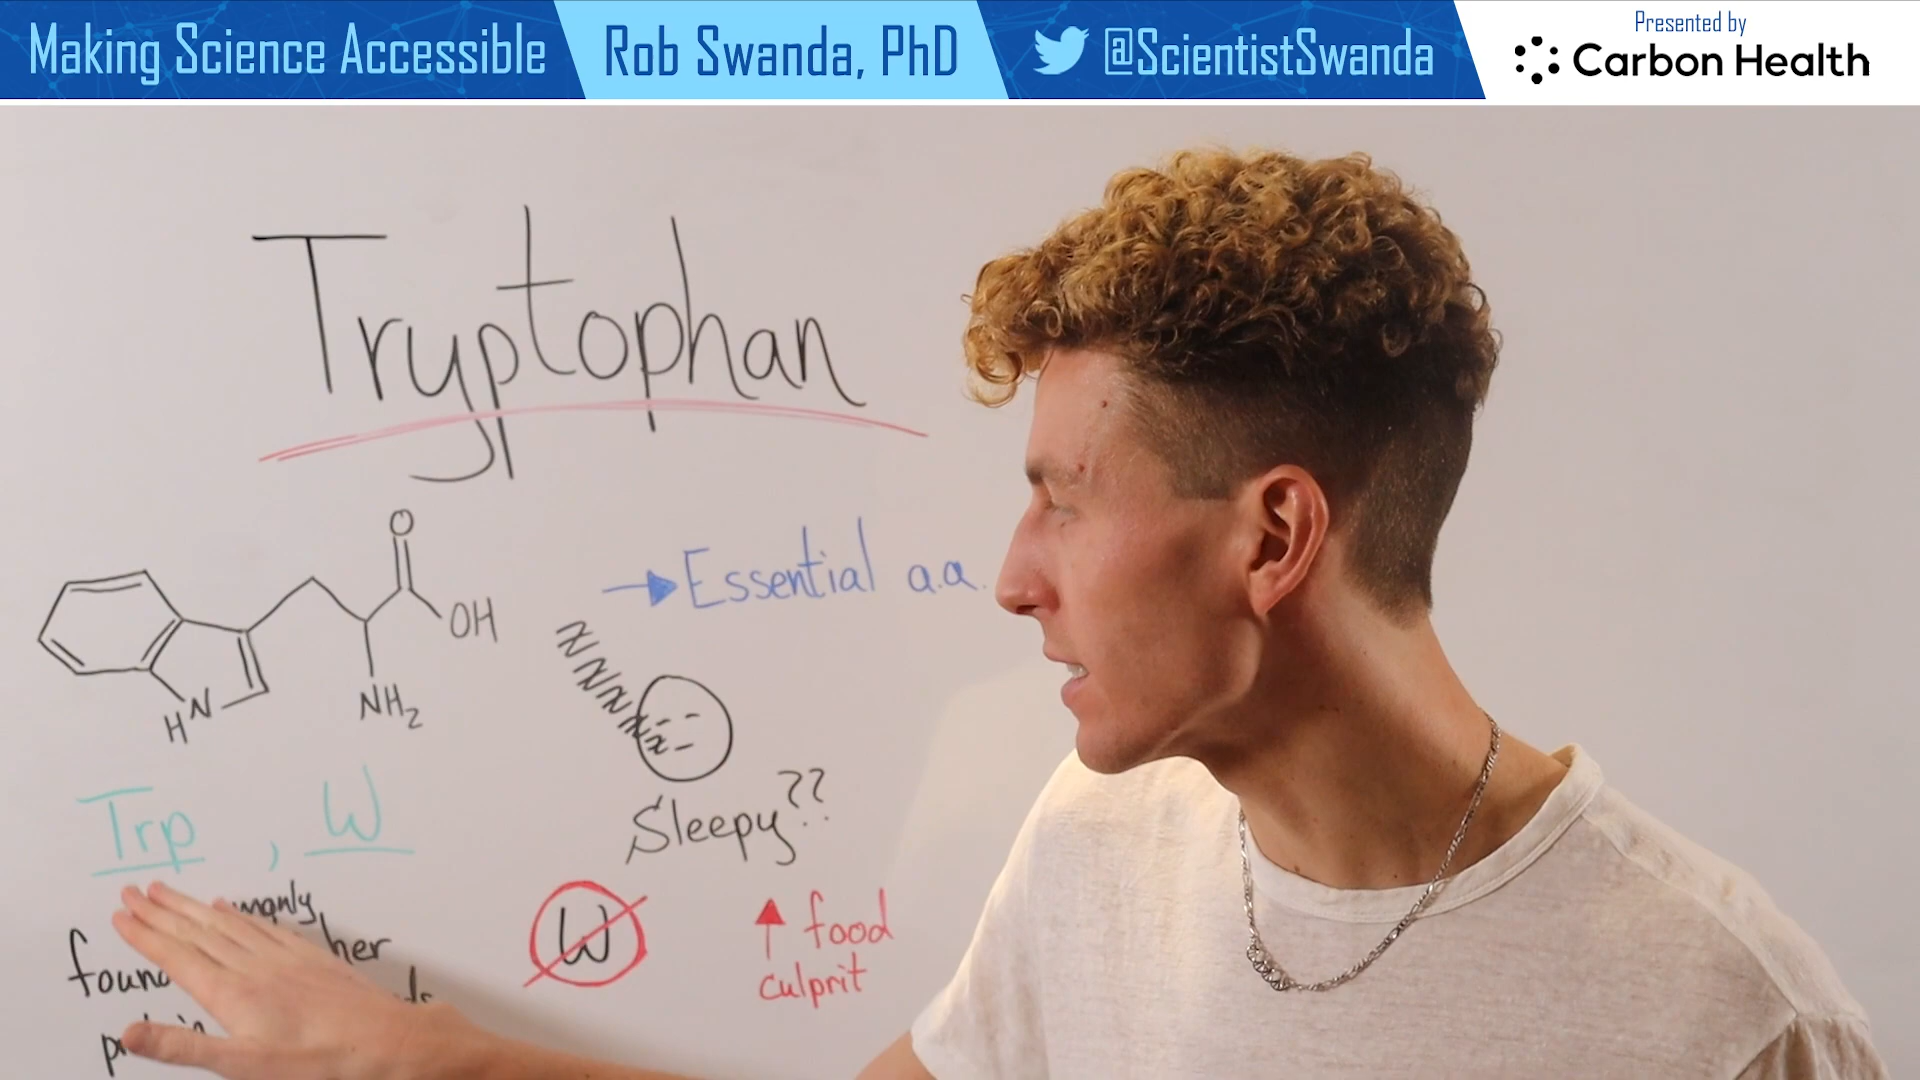 Making Science Accessible
Rob Swanda, PhD
@ScientistSwanda
Presented by
Carbon Health
Tryptophan
O
OH
NH2
HN
Essential a.a.
z z z z z z
Trp , W
Sleepy??
W
↑ food
culprit